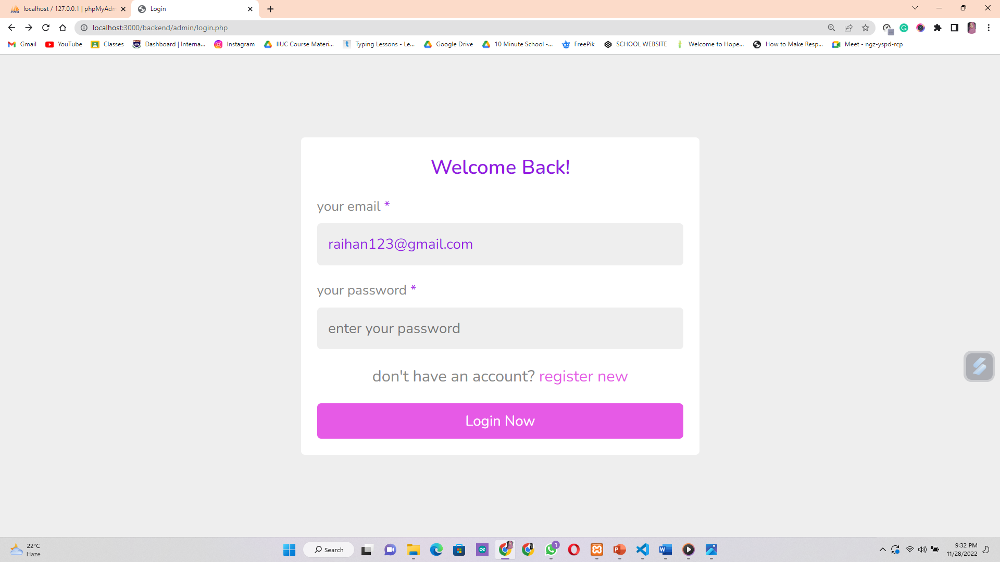 localhost / 127.0.0.1 | phpMyAdm
Login
localhost:3000/backend/admin/login.php
Gmail
YouTube
Classes
Dashboard | Interna...
Instagram
IIUC Course Materi...
Typing Lessons - Le...
Google Drive
10 Minute School -...
FreePik
SCHOOL WEBSITE
Welcome to Hope...
How to Make Resp...
Meet - ngz-yspd-rcp
Welcome Back!
your email *
raihan123@gmail.com
your password *
enter your password
don't have an account? register new
Login Now
22°C
Haze
Search
1
9:32 PM
11/28/2022